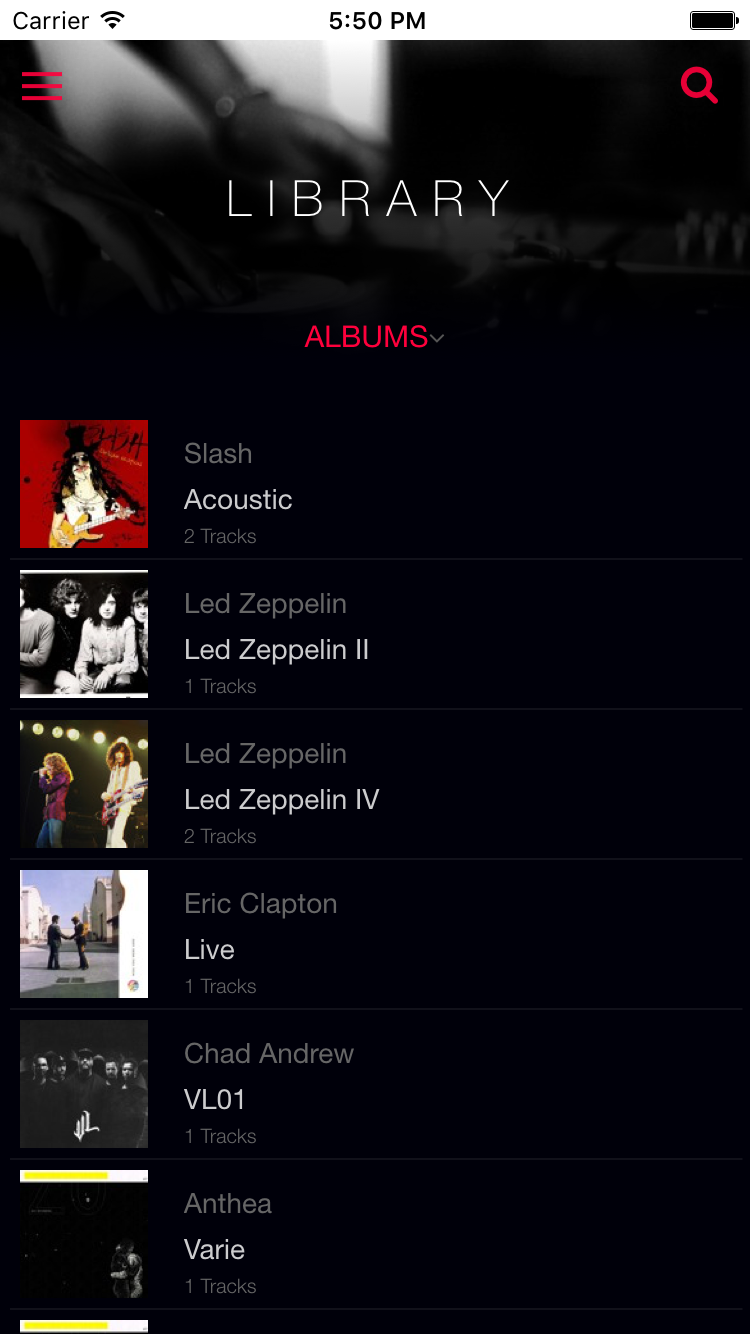 Carrier 5:50 PM
LIBRARY
ALBUMS
Slash
Acoustic
2 Tracks
Led Zeppelin
Led Zeppelin II
1 Tracks
Led Zeppelin
Led Zeppelin IV
2 Tracks
Eric Clapton
Live
1 Tracks
Chad Andrew
VL01
1 Tracks
Anthea
Varie
1 Tracks